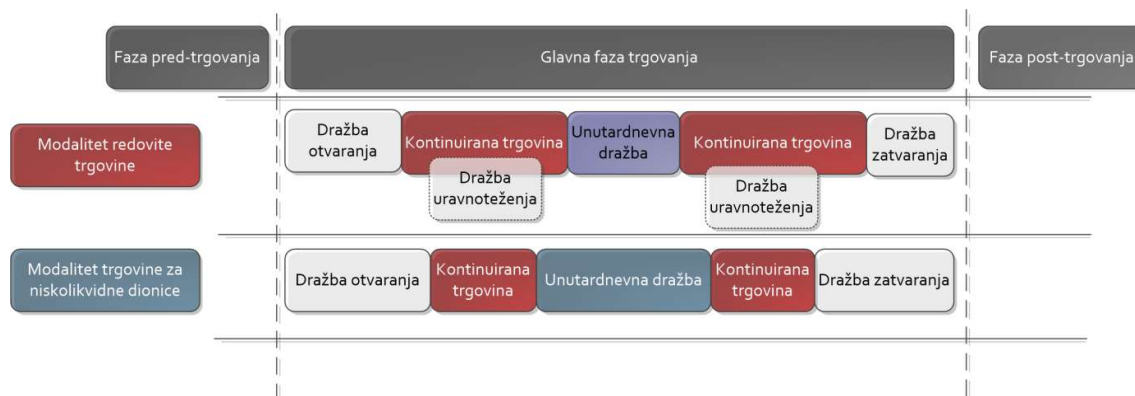 Faza pred-trgovanja
Glavna faza trgovanja
Faza post-trgovanja
Modalitet redovite
trgovine
Dražba
otvaranja
Kontinuirana trgovina
Unutardnevna
dražba
Kontinuirana trgovina
Dražba
zatvaranja
Dražba
uravnoteženja
Dražba
uravnoteženja
Modalitet trgovine za
niskolikvidne dionice
Dražba otvaranja
Kontinuirana
trgovina
Unutardnevna dražba
Kontinuirana
trgovina
Dražba zatvaranja